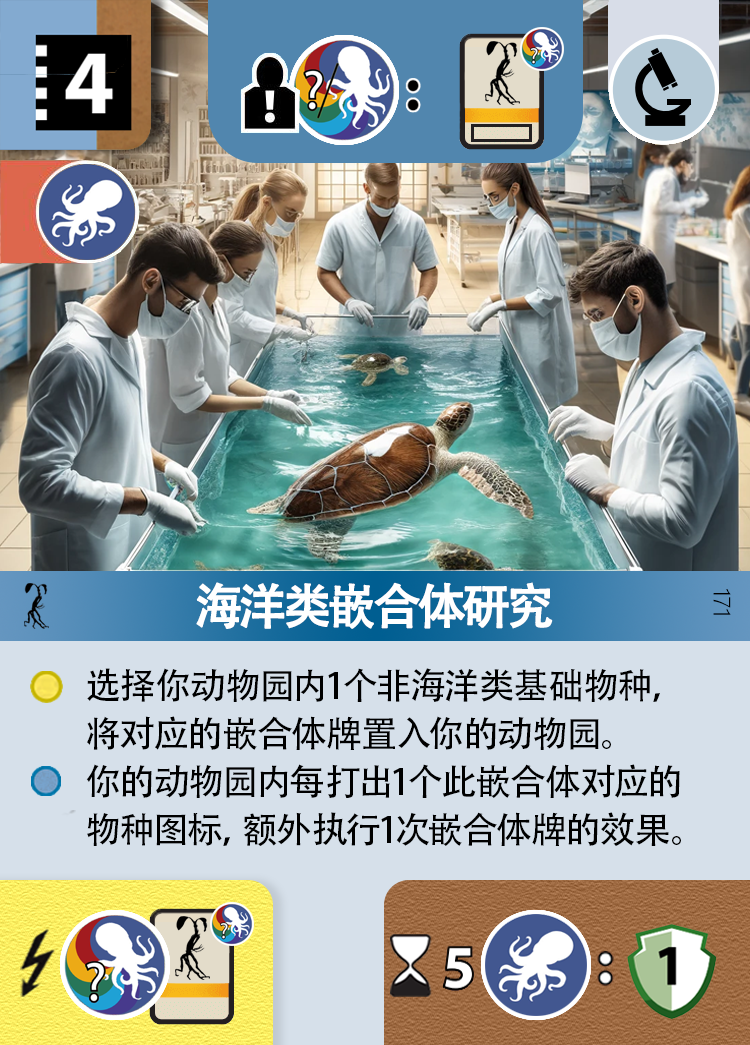 4
!
?
:
?
海洋类嵌合体研究
171
选择你动物园内1个非海洋类基础物种,
将对应的嵌合体牌置入你的动物园。
你的动物园内每打出1个此嵌合体对应的
物种图标, 额外执行1次嵌合体牌的效果。
?
?
5
:
1